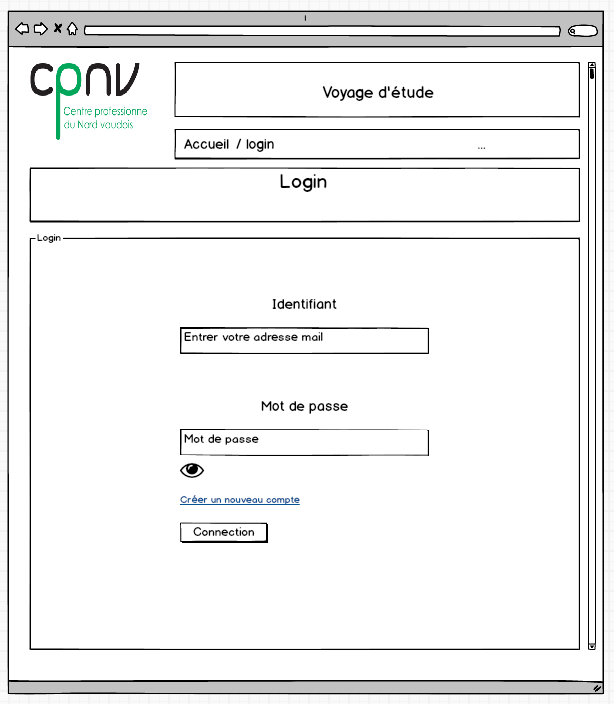 cpnv
Centre professionne
du Nord vaudois
Voyage d'étude
Accueil / login ...
Login
Login
Identifiant
Entrer votre adresse mail
Mot de passe
Mot de passe
Créer un nouveau compte
Connection